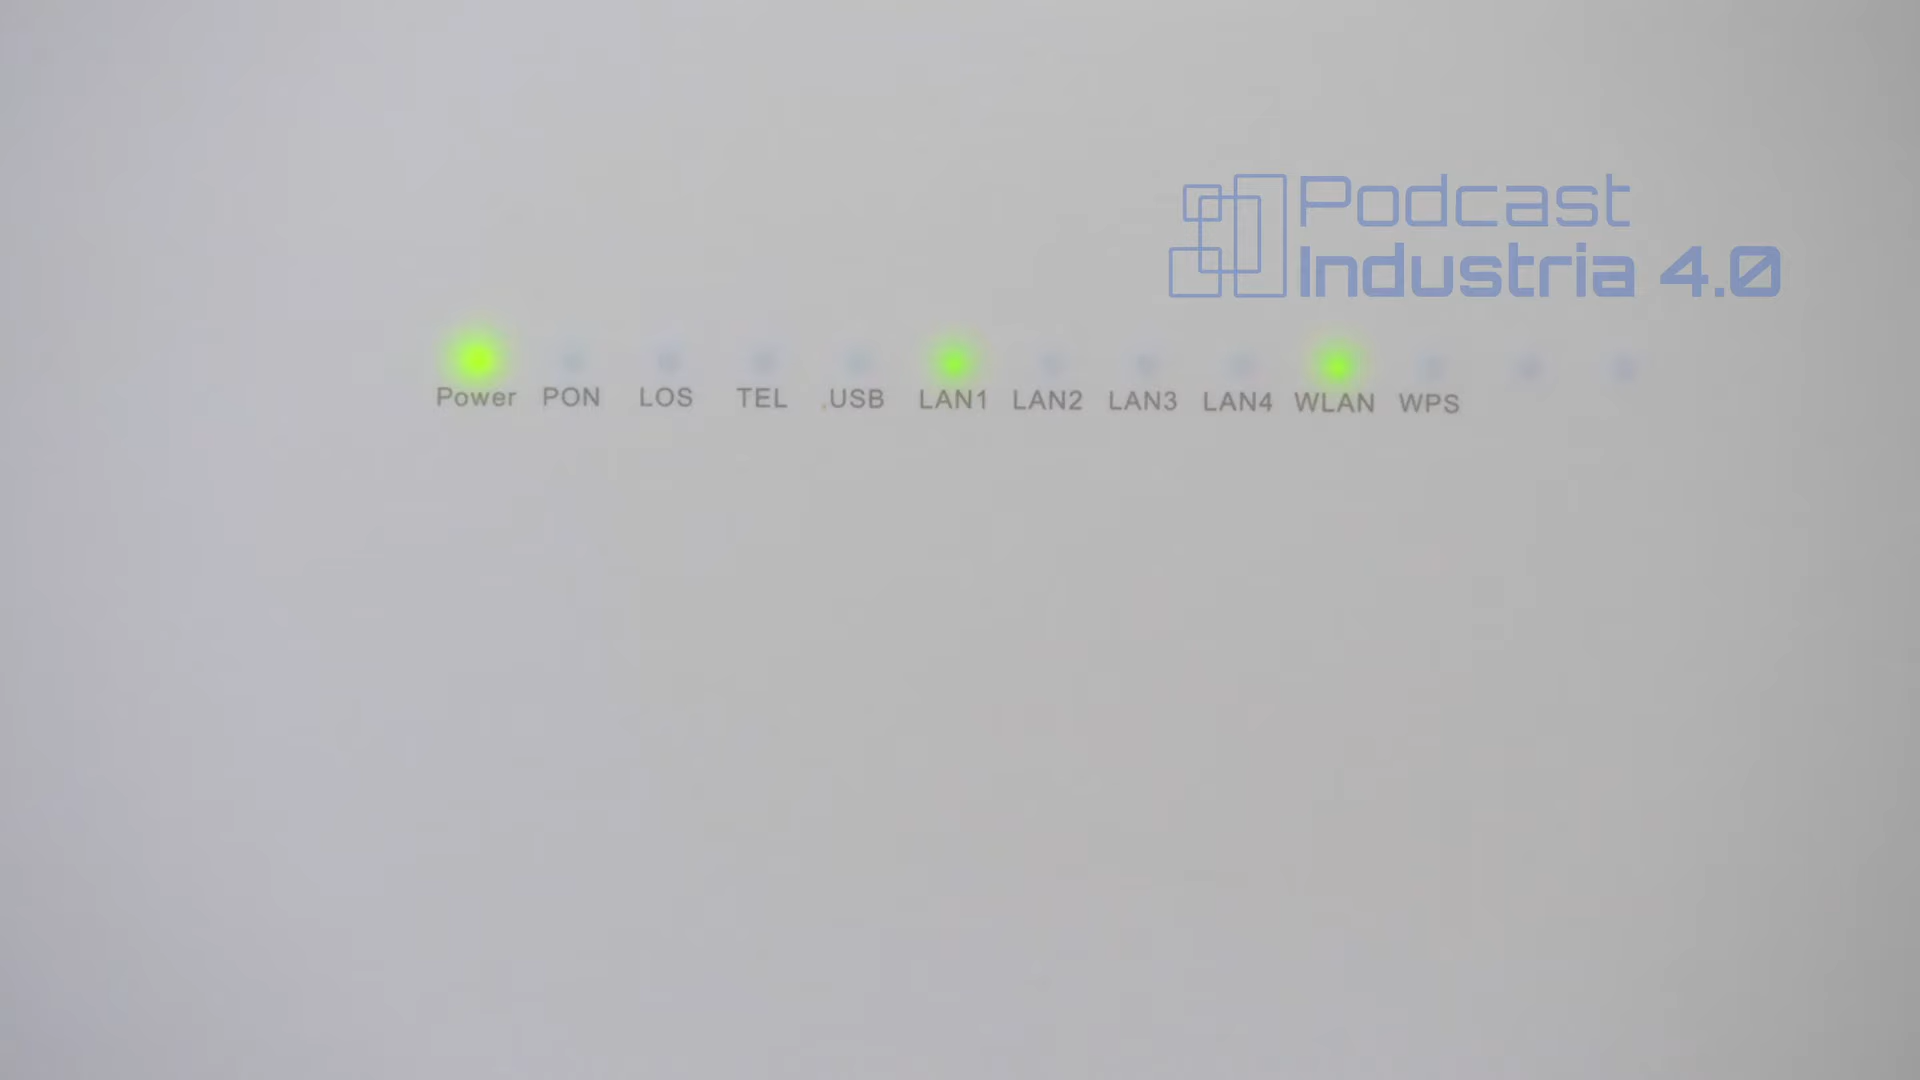 Podcast
Industria 4.0
Power PON LOS TEL USB LAN1 LAN2 LAN3 LAN4 WLAN WPS